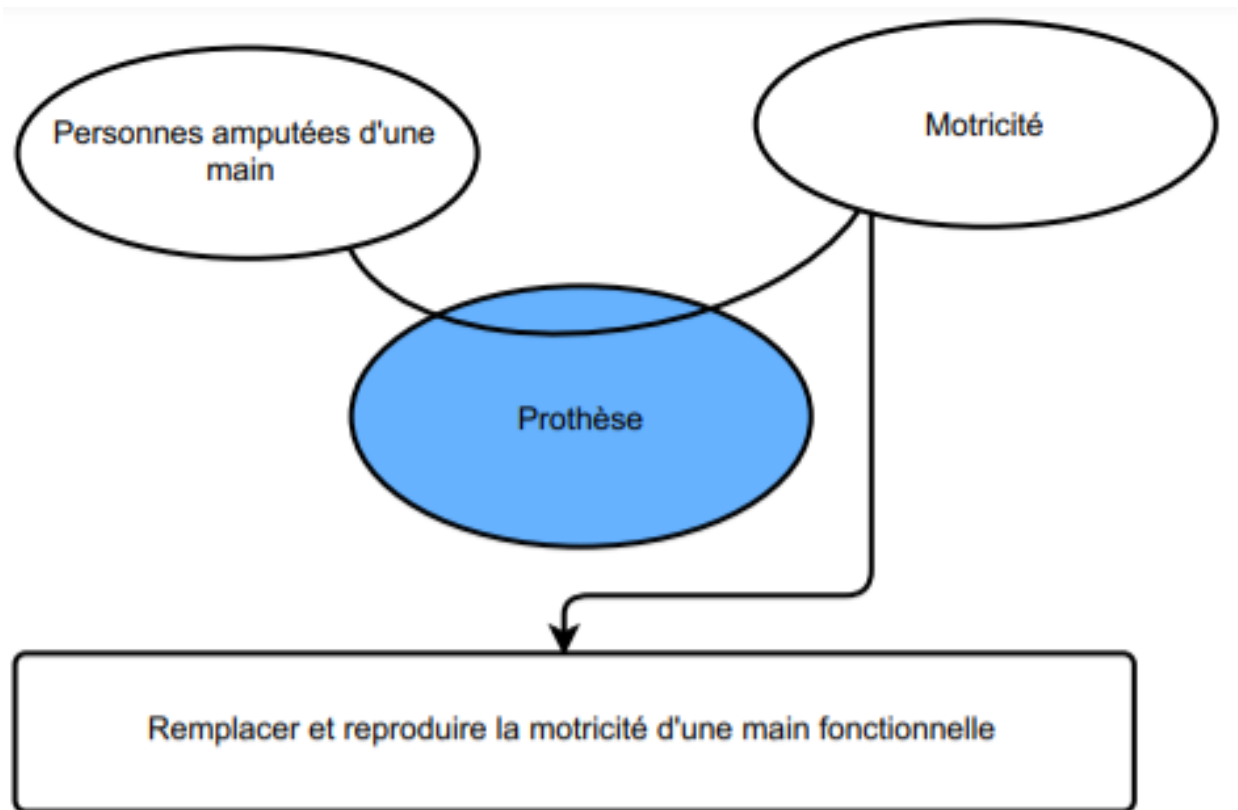 Personnes amputées d'une
main
Motricité
Prothèse
Remplacer et reproduire la motricité d'une main fonctionnelle